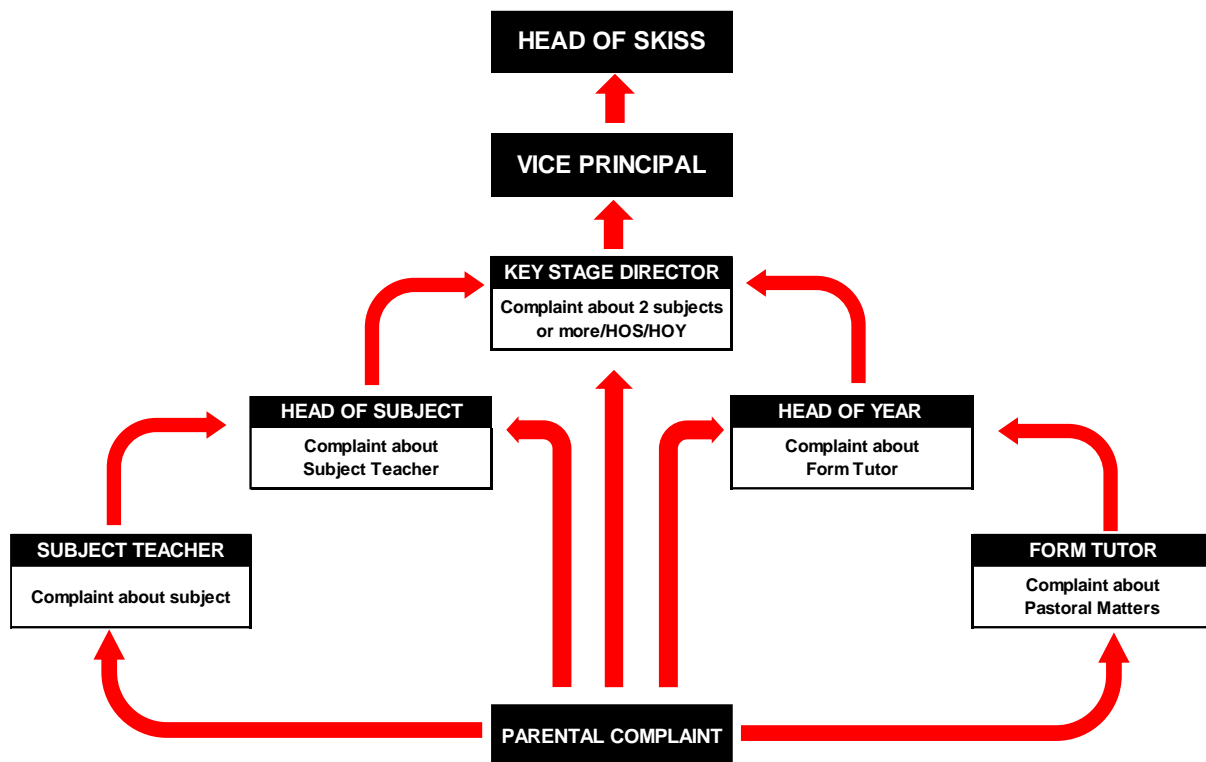 HEAD OF SKISS
VICE PRINCIPAL
KEY STAGE DIRECTOR
Complaint about 2 subjects
or more/HOS/HOY
HEAD OF SUBJECT
Complaint about
Subject Teacher
HEAD OF YEAR
Complaint about
Form Tutor
SUBJECT TEACHER
Complaint about subject
FORM TUTOR
Complaint about
Pastoral Matters
PARENTAL COMPLAINT